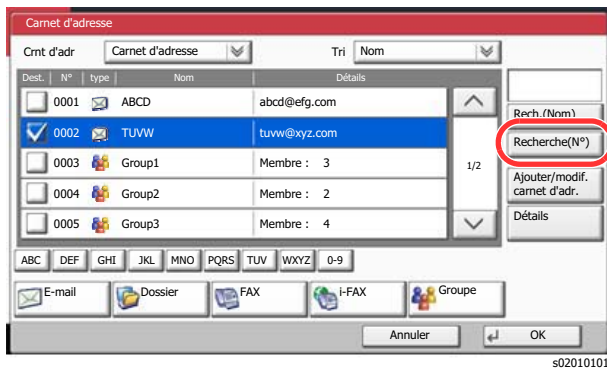 Carnet d'adresse
Crnt d'adr Carnet d'adresse Tri Nom
Dest. N° type Nom Détails
0001 ABCD abcd@efg.com
Rech.(Nom)
0002 TUVW tuvw@xyz.com
Recherche(N°)
0003 Group1 Membre : 3
1/2
0004 Group2 Membre : 2
Ajouter/modif.
carnet d'adr.
0005 Group3 Membre : 4
Détails
ABC DEF GHI JKL MNO PQRS TUV WXYZ 0-9
E-mail Dossier FAX i-FAX Groupe
Annuler OK
s02010101